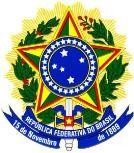 REPÚBLICA FEDERATIVA DO BRASIL
15 de Novembro
de 1889